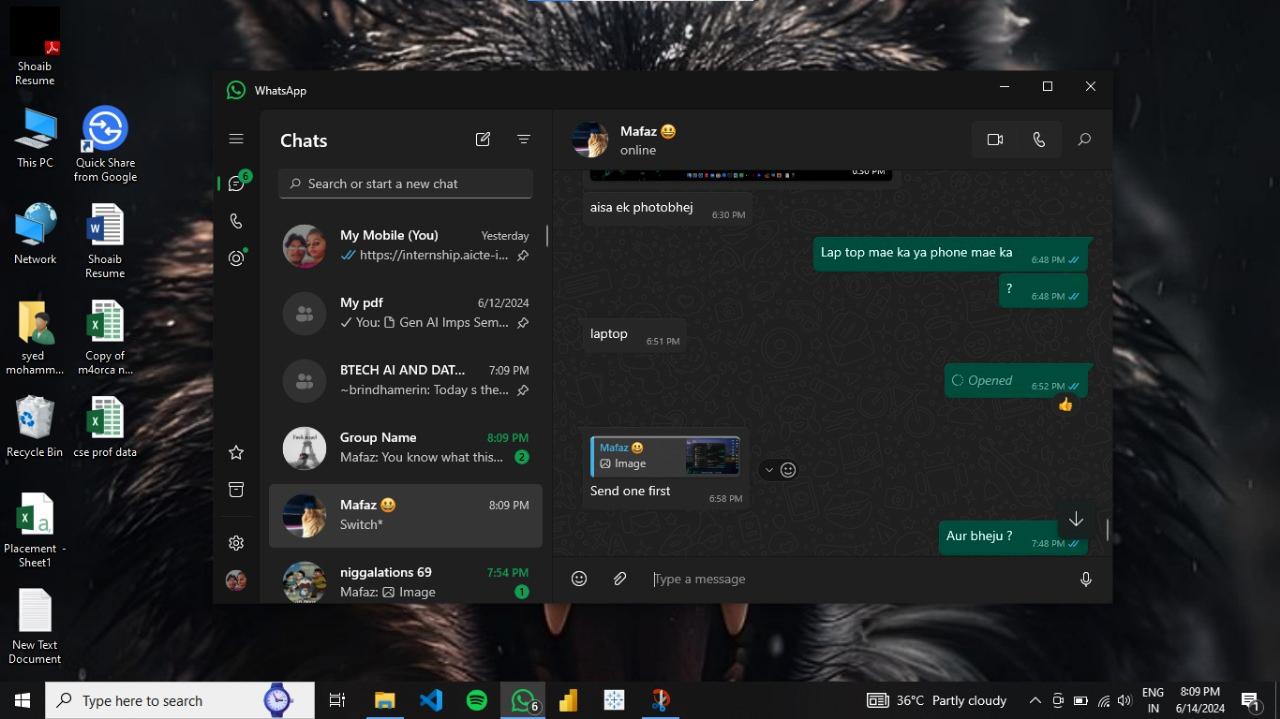 Shoaib
Resume
This PC
Quick Share
from Google
Network
Shoaib
Resume
syed
mohamm...
Copy of
m4orca n...
Recycle Bin
cse prof data
Placement -
Sheet1
New Text
Document
WhatsApp
6
Chats
Search or start a new chat
My Mobile (You)
Yesterday
https://internship.aicte-i...
My pdf
6/12/2024
You: Gen AI Imps Sem...
BTECH AI AND DAT...
7:09 PM
~brindhamerin: Today s the...
Group Name
8:09 PM
Mafaz: You know what this...
2
Mafaz 😃
8:09 PM
Switch*
niggalations 69
7:54 PM
Mafaz: Image
1
Mafaz 😃
online
6:30 PM
aisa ek photobhej
6:30 PM
Lap top mae ka ya phone mae ka
6:48 PM
?
6:48 PM
laptop
6:51 PM
Opened
6:52 PM
👍
Mafaz 😃
Image
Send one first
6:58 PM
Aur bheju ?
7:48 PM
Type a message
Type here to search
6
36°C Partly cloudy
ENG
IN
8:09 PM
6/14/2024
1